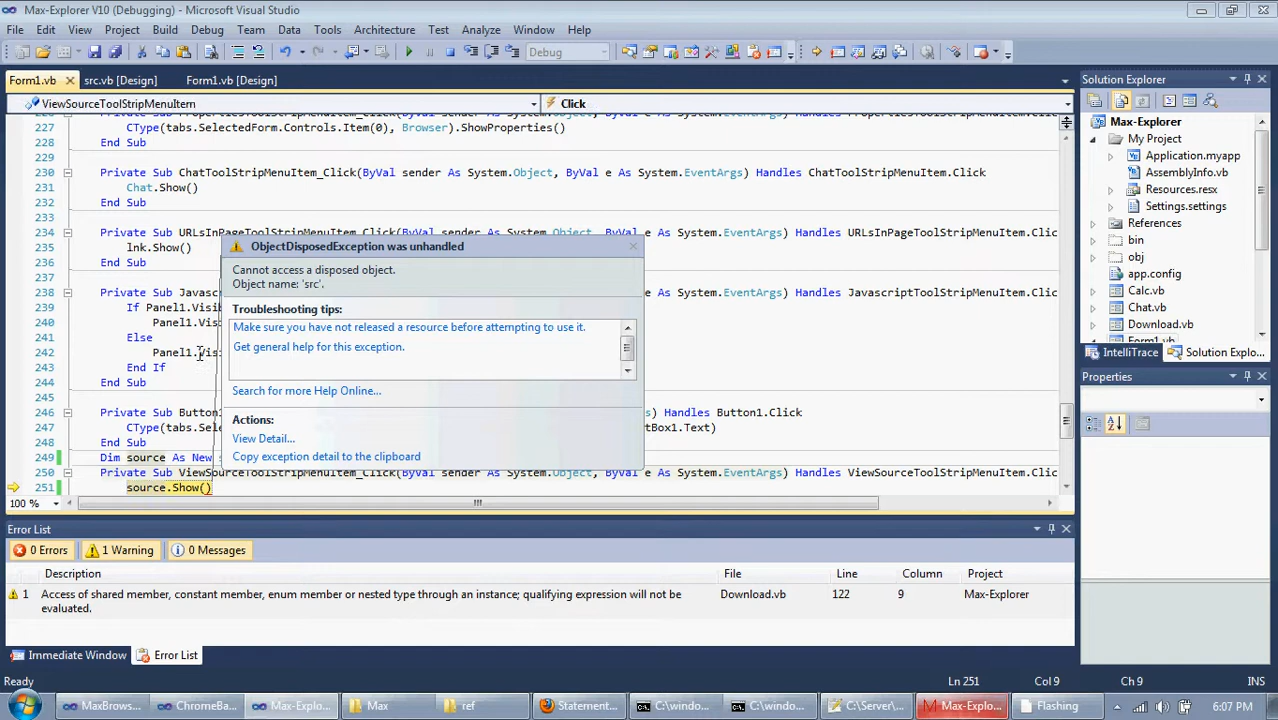 Max-Explorer V10 (Debugging) - Microsoft Visual Studio
File Edit View Project Build Debug Team Data Tools Architecture Test Analyze Window Help
Debug
Form1.vb src.vb [Design] Form1.vb [Design]
ViewSourceToolStripMenuItem Click
227 CType(tabs.SelectedForm.Controls.Item(0), Browser).ShowProperties()
228 End Sub
229
230 Private Sub ChatToolStripMenuItem_Click(ByVal sender As System.Object, ByVal e As System.EventArgs) Handles ChatToolStripMenuItem.Click
231 Chat.Show()
232 End Sub
233
234 Private Sub URLsInPageToolStripMenuItem_Click(ByVal sender As System.Object, ByVal e As System.EventArgs) Handles URLsInPageToolStripMenuItem.Click
235 lnk.Show()
236 End Sub
237
238 Private Sub Javas EventArgs) Handles JavascriptToolStripMenuItem.Click
239 If Panel1.Visib
240 Panel1.Vis
241 Else
242 Panel1.Vis
243 End If
244 End Sub
245
246 Private Sub Button1 s) Handles Button1.Click
247 CType(tabs.Sele ctBox1.Text)
248 End Sub
249 Dim source As New s
250 Private Sub ViewSourceToolStripMenuItem_Click(ByVal sender As System.Object, ByVal e As System.EventArgs) Handles ViewSourceToolStripMenuItem.Clic
251 source.Show()
100 %
ObjectDisposedException was unhandled
Cannot access a disposed object.
Object name: 'src'.
Troubleshooting tips:
Make sure you have not released a resource before attempting to use it.
Get general help for this exception.
Search for more Help Online...
Actions:
View Detail...
Copy exception detail to the clipboard
Solution Explorer
Max-Explorer
My Project
Application.myapp
AssemblyInfo.vb
Resources.resx
Settings.settings
References
bin
obj
app.config
Calc.vb
Chat.vb
Download.vb
Form1.vb
IntelliTrace Solution Explo...
Properties
Error List
0 Errors 1 Warning 0 Messages
Description File Line Column Project
1 Access of shared member, constant member, enum member or nested type through an instance; qualifying expression will not be evaluated. Download.vb 122 9 Max-Explorer
Immediate Window Error List
Ready Ln 251 Col 9 Ch 9 INS
MaxBrows... ChromeBa... Max-Explo... Max ref Statement... C:\windo... C:\windo... C:\Server\... Max-Explo... Flashing 6:07 PM